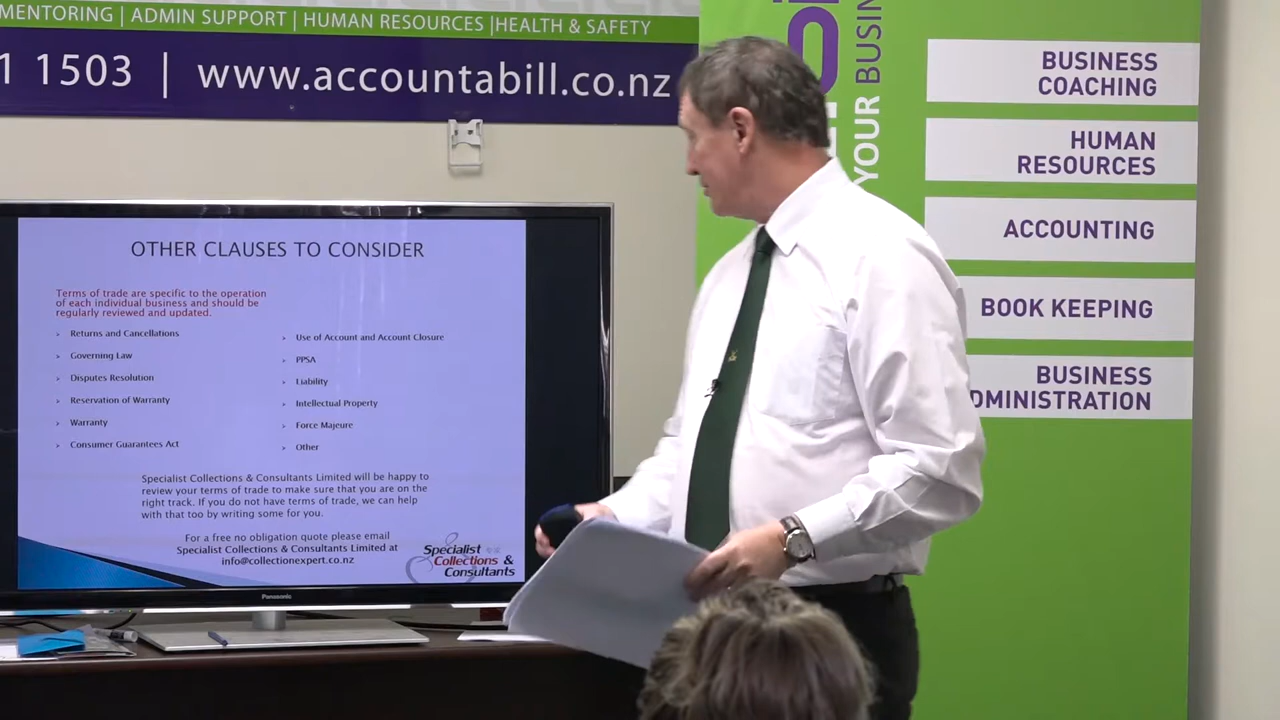 MENTORING | ADMIN SUPPORT | HUMAN RESOURCES |HEALTH & SAFETY
1 1503 | www.accountabill.co.nz
YOUR BUSIN
BUSINESS
COACHING
HUMAN
RESOURCES
ACCOUNTING
BOOK KEEPING
BUSINESS
DMINISTRATION
OTHER CLAUSES TO CONSIDER
Terms of trade are specific to the operation
of each individual business and should be
regularly reviewed and updated.
Returns and Cancellations
Governing Law
Disputes Resolution
Reservation of Warranty
Warranty
Consumer Guarantees Act
Use of Account and Account Closure
PPSA
Liability
Intellectual Property
Force Majeure
Other
Specialist Collections & Consultants Limited will be happy to
review your terms of trade to make sure that you are on the
right track. If you do not have terms of trade, we can help
with that too by writing some for you.
For a free no obligation quote please email
Specialist Collections & Consultants Limited at
info@collectionexpert.co.nz
Specialist
Collections &
Consultants
Panasonic